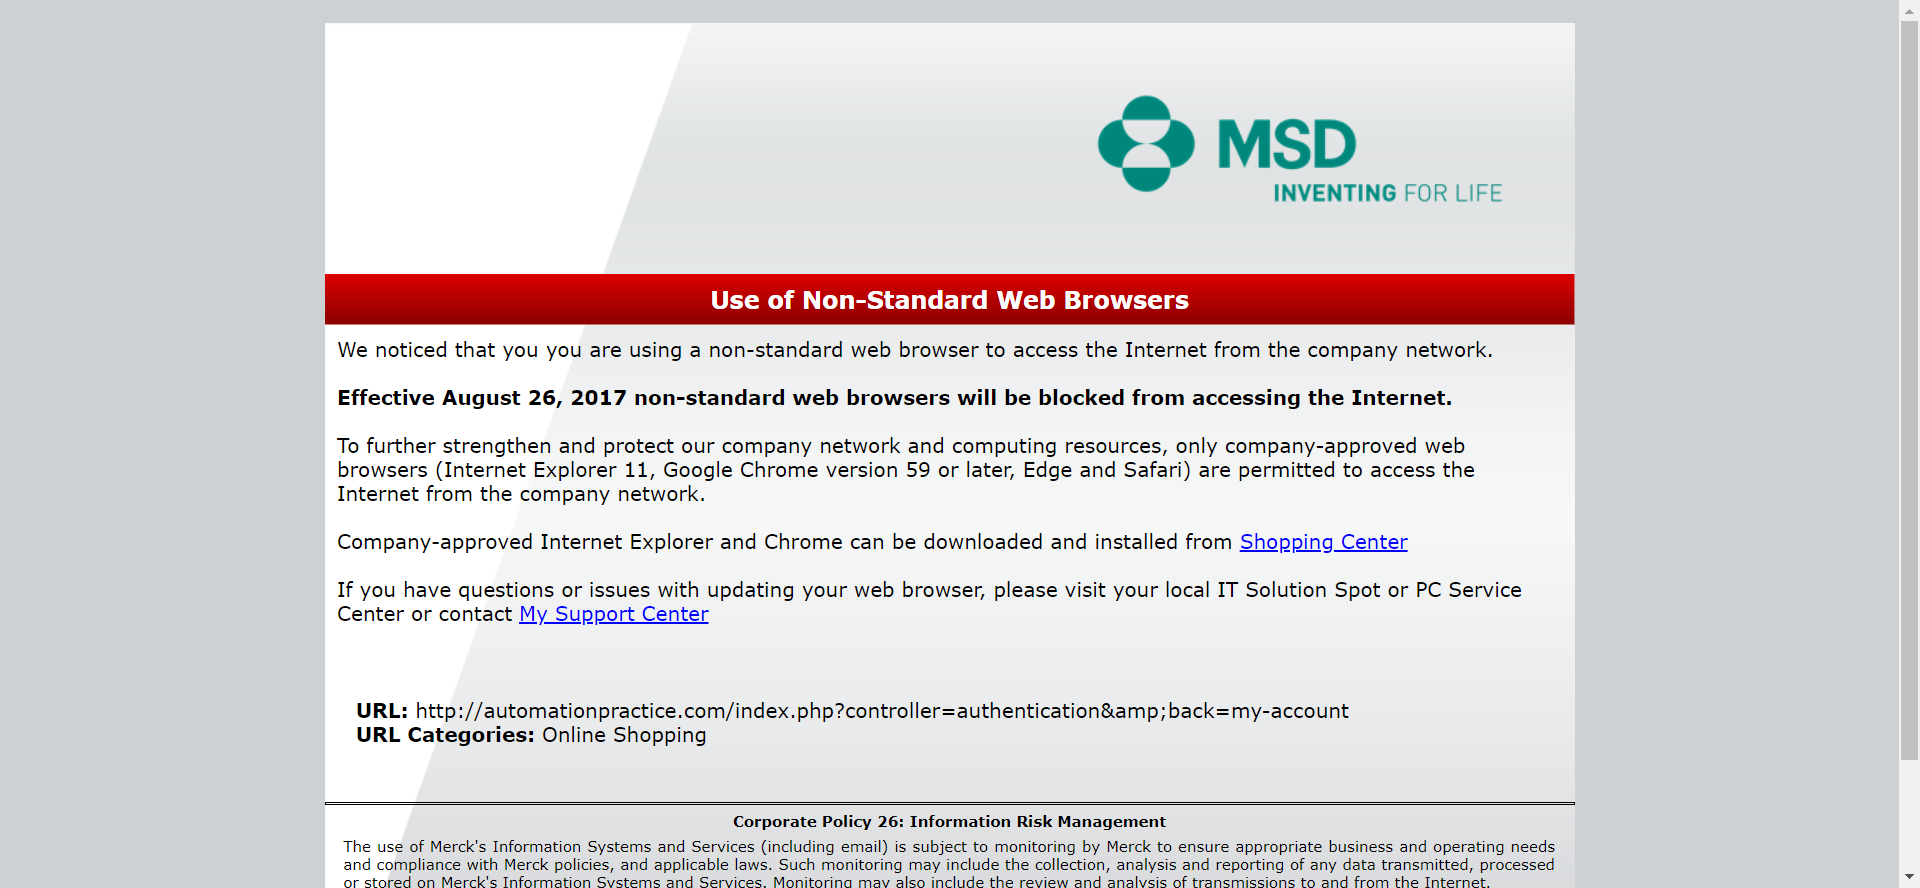 MSD
INVENTING FOR LIFE
Use of Non-Standard Web Browsers
We noticed that you you are using a non-standard web browser to access the Internet from the company network.
Effective August 26, 2017 non-standard web browsers will be blocked from accessing the Internet.
To further strengthen and protect our company network and computing resources, only company-approved web
browsers (Internet Explorer 11, Google Chrome version 59 or later, Edge and Safari) are permitted to access the
Internet from the company network.
Company-approved Internet Explorer and Chrome can be downloaded and installed from Shopping Center
If you have questions or issues with updating your web browser, please visit your local IT Solution Spot or PC Service
Center or contact My Support Center
URL: http://automationpractice.com/index.php?controller=authentication&amp;back=my-account
URL Categories: Online Shopping
Corporate Policy 26: Information Risk Management
The use of Merck's Information Systems and Services (including email) is subject to monitoring by Merck to ensure appropriate business and operating needs
and compliance with Merck policies, and applicable laws. Such monitoring may include the collection, analysis and reporting of any data transmitted, processed
or stored on Merck's Information Systems and Services. Monitoring may also include the review and analysis of transmissions to and from the Internet.